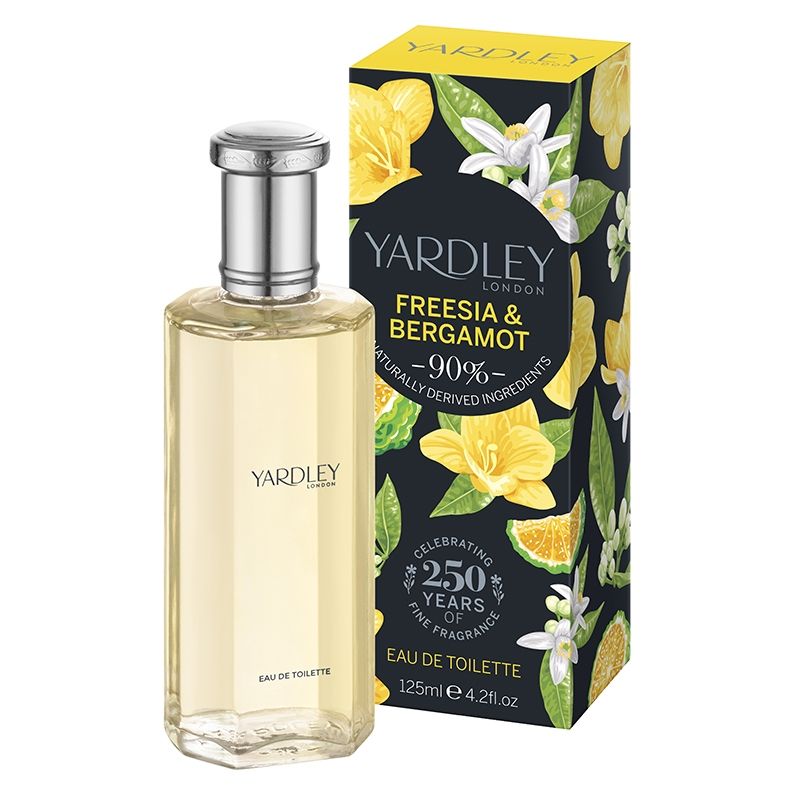 YARDLEY
LONDON
YARDLEY
LONDON
FREESIA &
BERGAMOT
-90%-
NATURALLY DERIVED INGREDIENTS
CELEBRATING
250
YEARS
OF
FINE FRAGRANCE
EAU DE TOILETTE
125ml e 4.2fl.oz
YARDLEY
LONDON
EAU DE TOILETTE